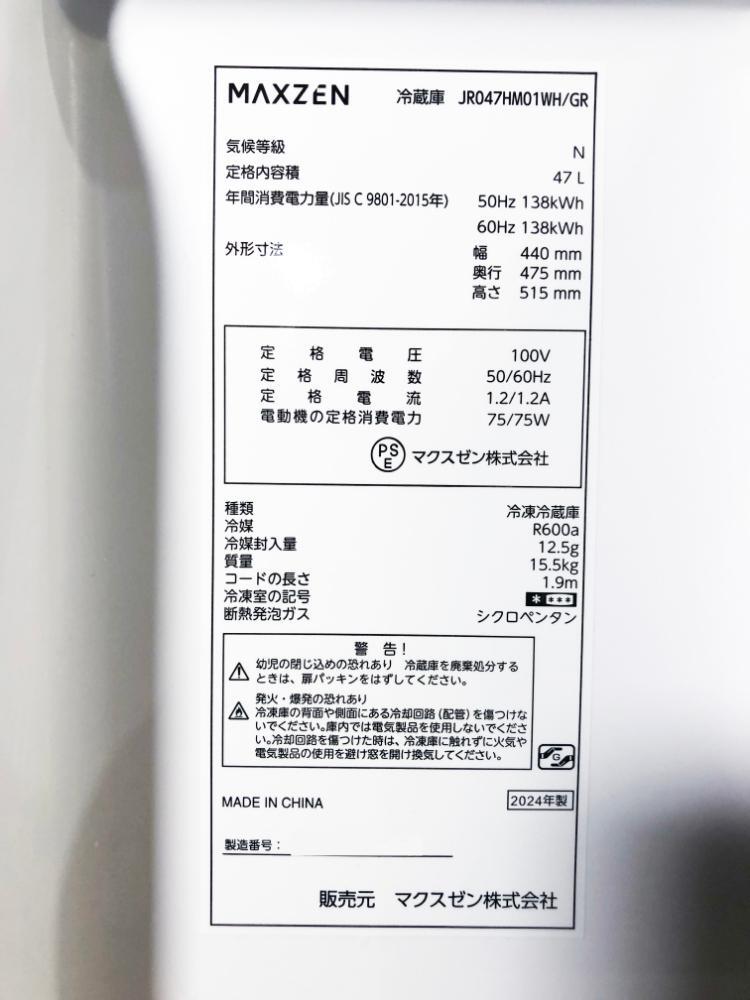 MAXZEN 冷蔵庫 JR047HM01WH/GR
気候等級 N
定格内容積 47 L
年間消費電力量(JIS C 9801-2015年) 50Hz 138kWh
60Hz 138kWh
外形寸法 幅 440 mm
奥行 475 mm
高さ 515 mm
定格電圧 100V
定格周波数 50/60Hz
定格電流 1.2/1.2A
電動機の定格消費電力 75/75W
PSE マクスゼン株式会社
種類 冷凍冷蔵庫
冷媒 R600a
冷媒封入量 12.5g
質量 15.5kg
コードの長さ 1.9m
冷凍室の記号 * ***
断熱発泡ガス シクロペンタン
警 告!
幼児の閉じ込めの恐れあり 冷蔵庫を廃棄処分する
ときは、扉パッキンをはずしてください。
発火・爆発の恐れあり
冷凍庫の背面や側面にある冷却回路(配管)を傷つけな
いでください。庫内では電気製品を使用しないでくださ
い。冷却回路を傷つけた時は、冷凍庫に触れずに火気や
電気製品の使用を避け窓を開け換気してください。
G
MADE IN CHINA 2024年製
製造番号:
販売元 マクスゼン株式会社